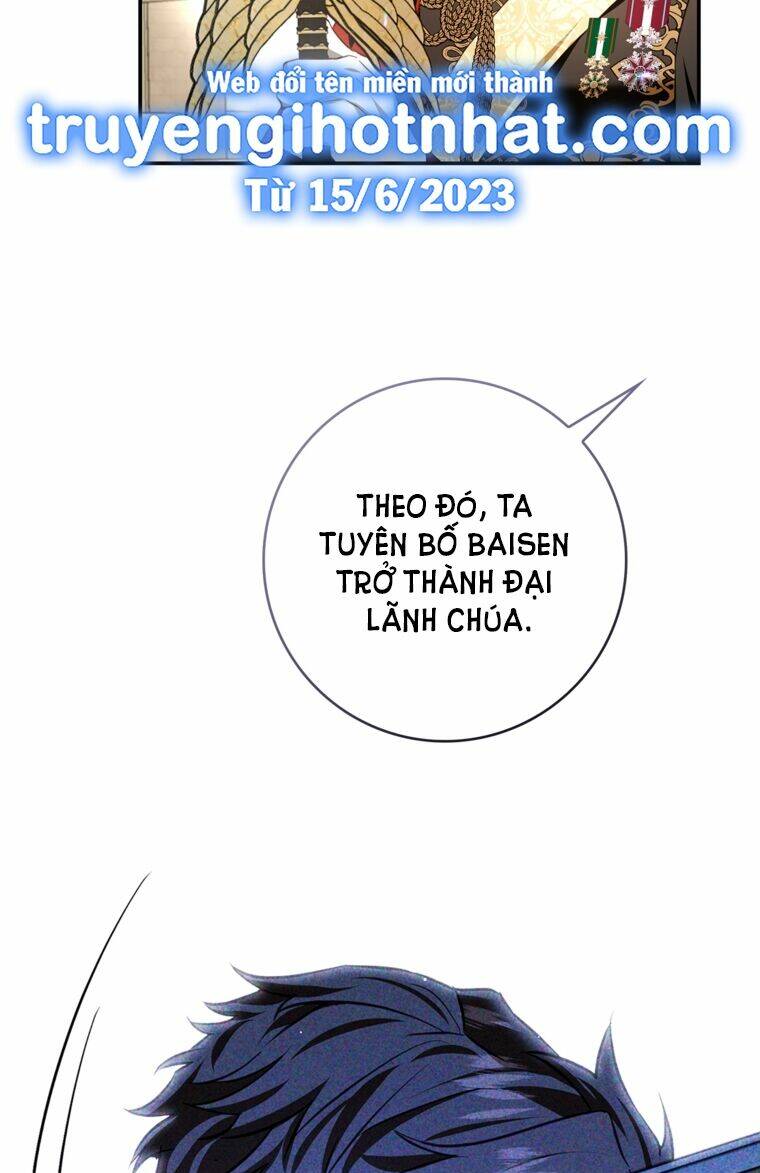 Web đổi tên miền mới thành
truyengihotnhat.com
Từ 15/6/2023
THEO ĐÓ, TA
TUYÊN BỐ BAISEN
TRỞ THÀNH ĐẠI
LÃNH CHÚA.